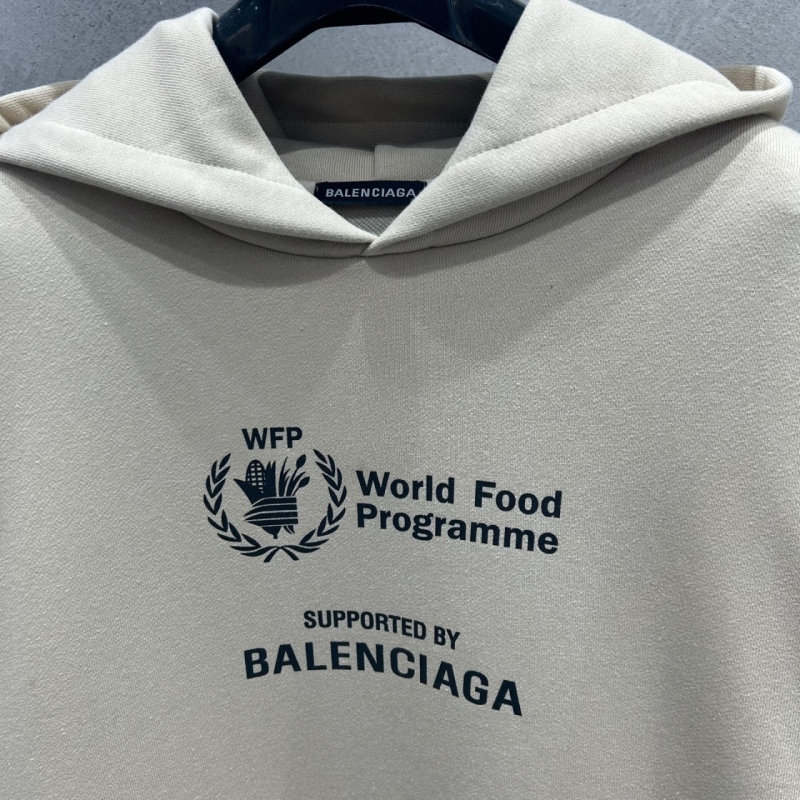 BALENCIAGA
WFP
World Food
Programme
SUPPORTED BY
BALENCIAGA